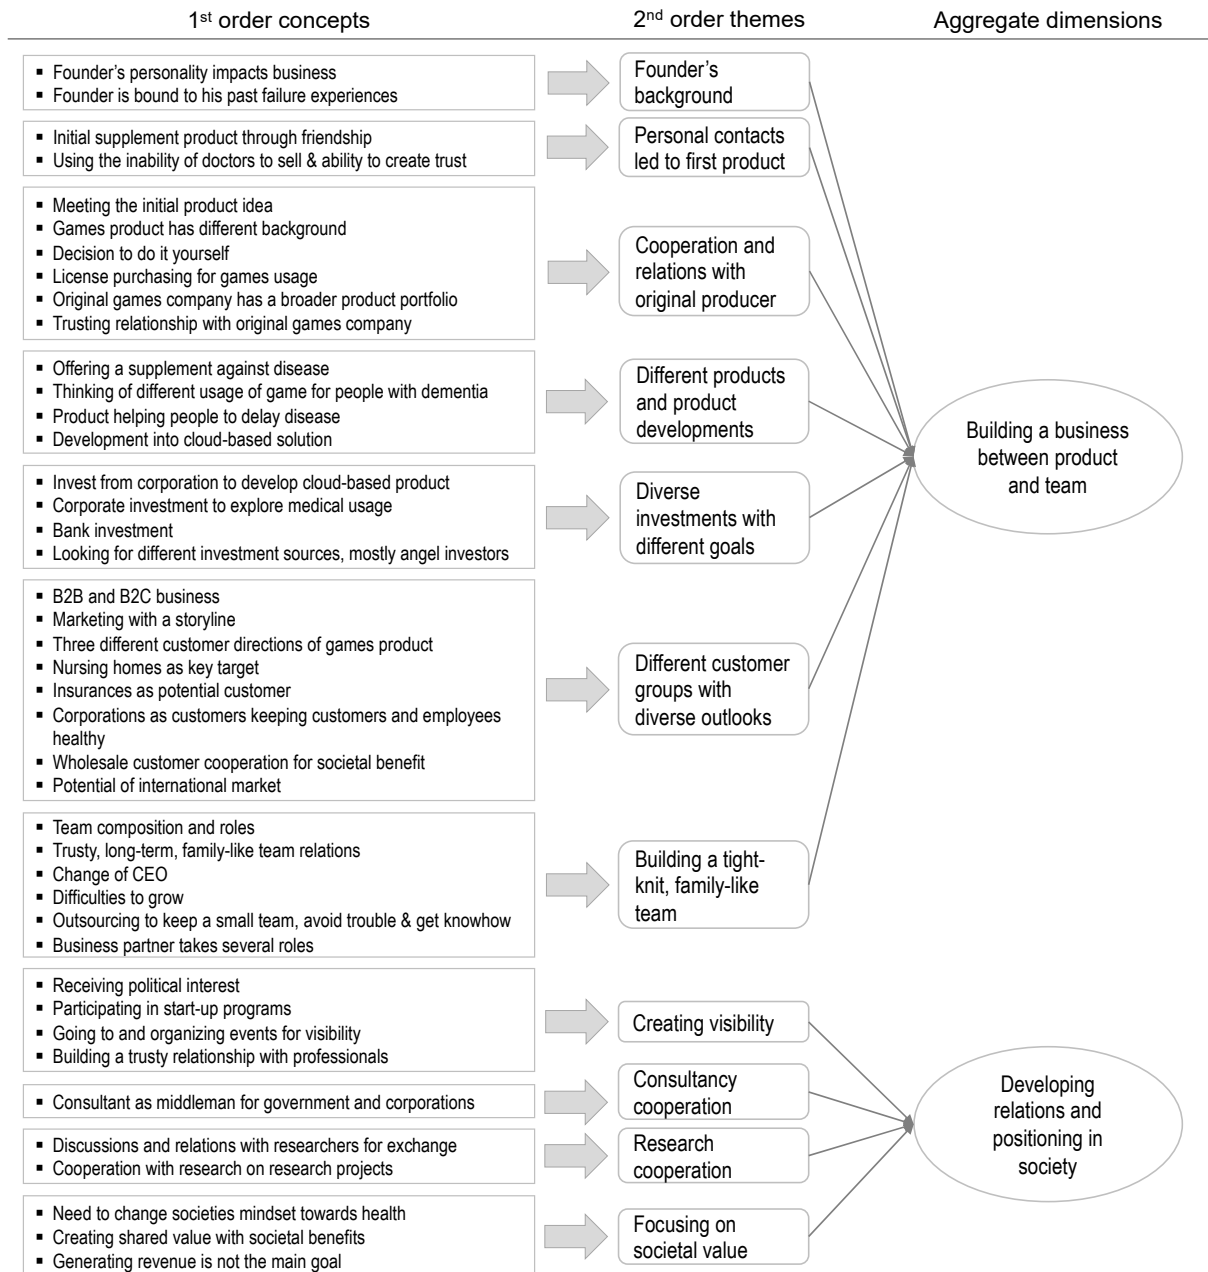 1st order concepts
2nd order themes
Aggregate dimensions
▪ Founder's personality impacts business
▪ Founder is bound to his past failure experiences
Founder's
background
▪ Initial supplement product through friendship
▪ Using the inability of doctors to sell & ability to create trust
Personal contacts
led to first product
▪ Meeting the initial product idea
▪ Games product has different background
▪ Decision to do it yourself
▪ License purchasing for games usage
▪ Original games company has a broader product portfolio
▪ Trusting relationship with original games company
Cooperation and
relations with
original producer
▪ Offering a supplement against disease
▪ Thinking of different usage of game for people with dementia
▪ Product helping people to delay disease
▪ Development into cloud-based solution
Different products
and product
developments
▪ Invest from corporation to develop cloud-based product
▪ Corporate investment to explore medical usage
▪ Bank investment
▪ Looking for different investment sources, mostly angel investors
Diverse
investments with
different goals
▪ B2B and B2C business
▪ Marketing with a storyline
▪ Three different customer directions of games product
▪ Nursing homes as key target
▪ Insurances as potential customer
▪ Corporations as customers keeping customers and employees
healthy
▪ Wholesale customer cooperation for societal benefit
▪ Potential of international market
Different customer
groups with
diverse outlooks
▪ Team composition and roles
▪ Trusty, long-term, family-like team relations
▪ Change of CEO
▪ Difficulties to grow
▪ Outsourcing to keep a small team, avoid trouble & get knowhow
▪ Business partner takes several roles
Building a tight-
knit, family-like
team
Building a business
between product
and team
▪ Receiving political interest
▪ Participating in start-up programs
▪ Going to and organizing events for visibility
▪ Building a trusty relationship with professionals
Creating visibility
▪ Consultant as middleman for government and corporations
Consultancy
cooperation
▪ Discussions and relations with researchers for exchange
▪ Cooperation with research on research projects
Research
cooperation
▪ Need to change societies mindset towards health
▪ Creating shared value with societal benefits
▪ Generating revenue is not the main goal
Focusing on
societal value
Developing
relations and
positioning in
society